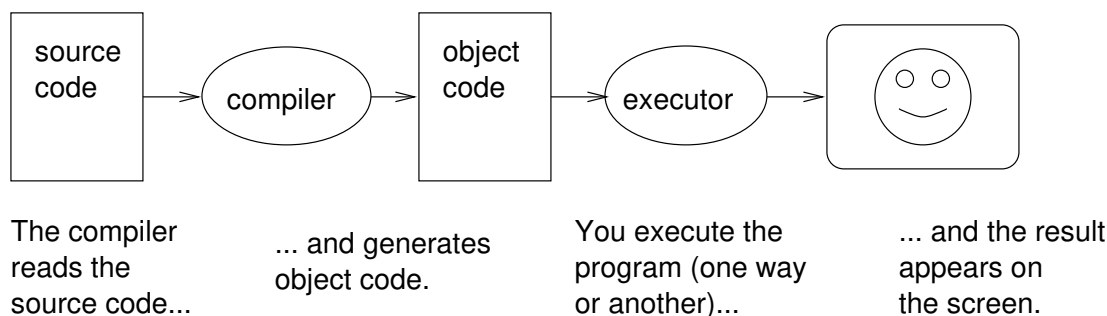 source
code
compiler
object
code
executor
The compiler
reads the
source code...
... and generates
object code.
You execute the
program (one way
or another)...
... and the result
appears on
the screen.